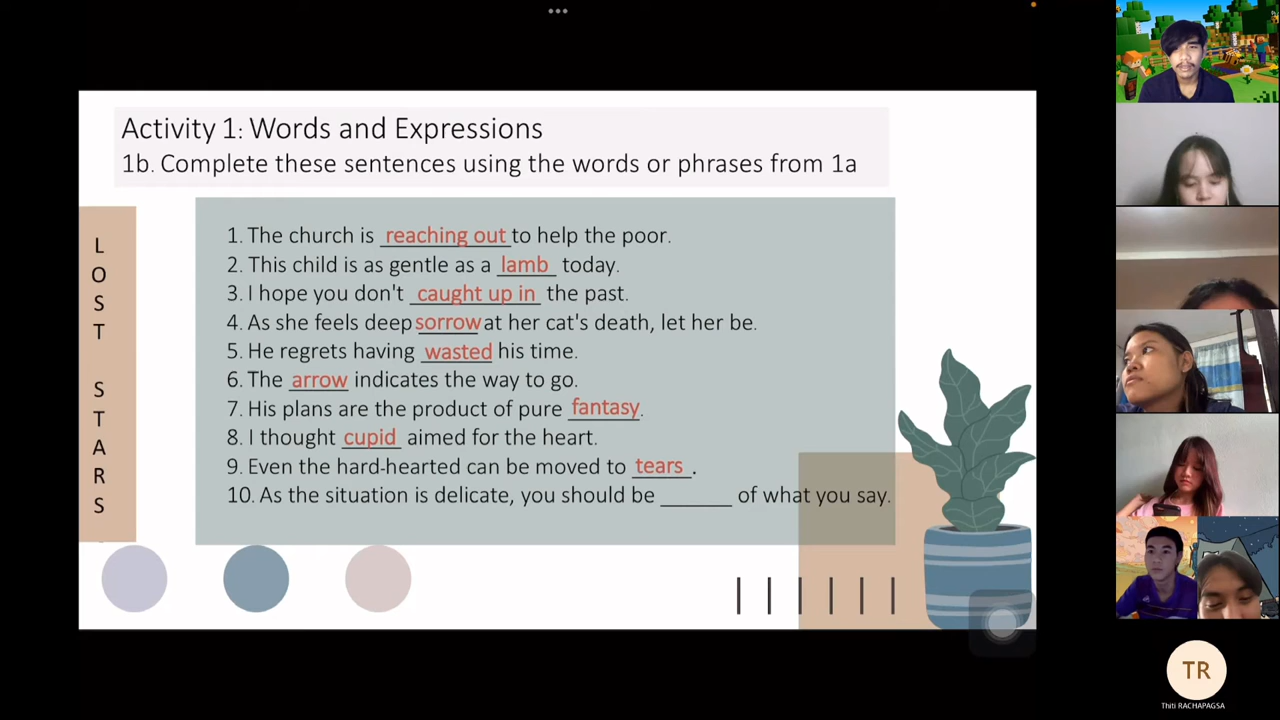 Activity 1: Words and Expressions
1b. Complete these sentences using the words or phrases from 1a
LOST STARS
1. The church is reaching out to help the poor.
2. This child is as gentle as a lamb today.
3. I hope you don't caught up in the past.
4. As she feels deep sorrow at her cat's death, let her be.
5. He regrets having wasted his time.
6. The arrow indicates the way to go.
7. His plans are the product of pure fantasy.
8. I thought cupid aimed for the heart.
9. Even the hard-hearted can be moved to tears.
10. As the situation is delicate, you should be _______ of what you say.
TR
Thiti RACHAPAGSA